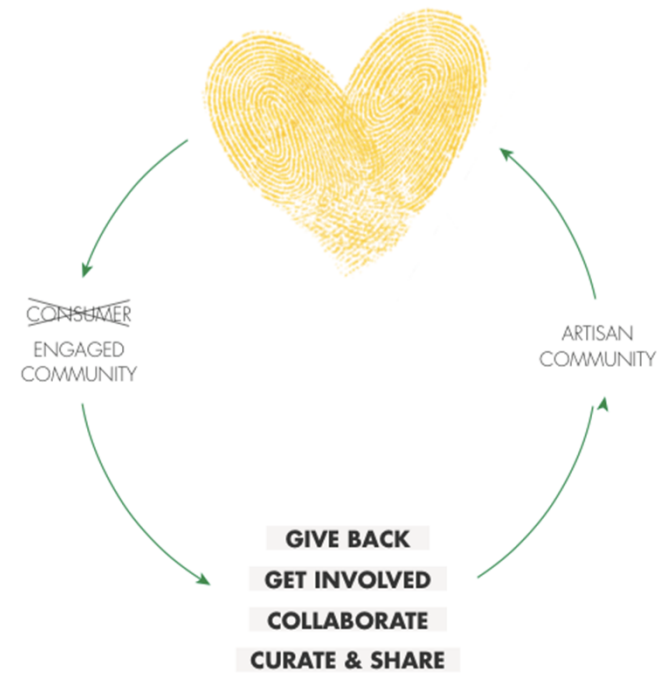 CONSUMER
ENGAGED
COMMUNITY
ARTISAN
COMMUNITY
GIVE BACK
GET INVOLVED
COLLABORATE
CURATE & SHARE